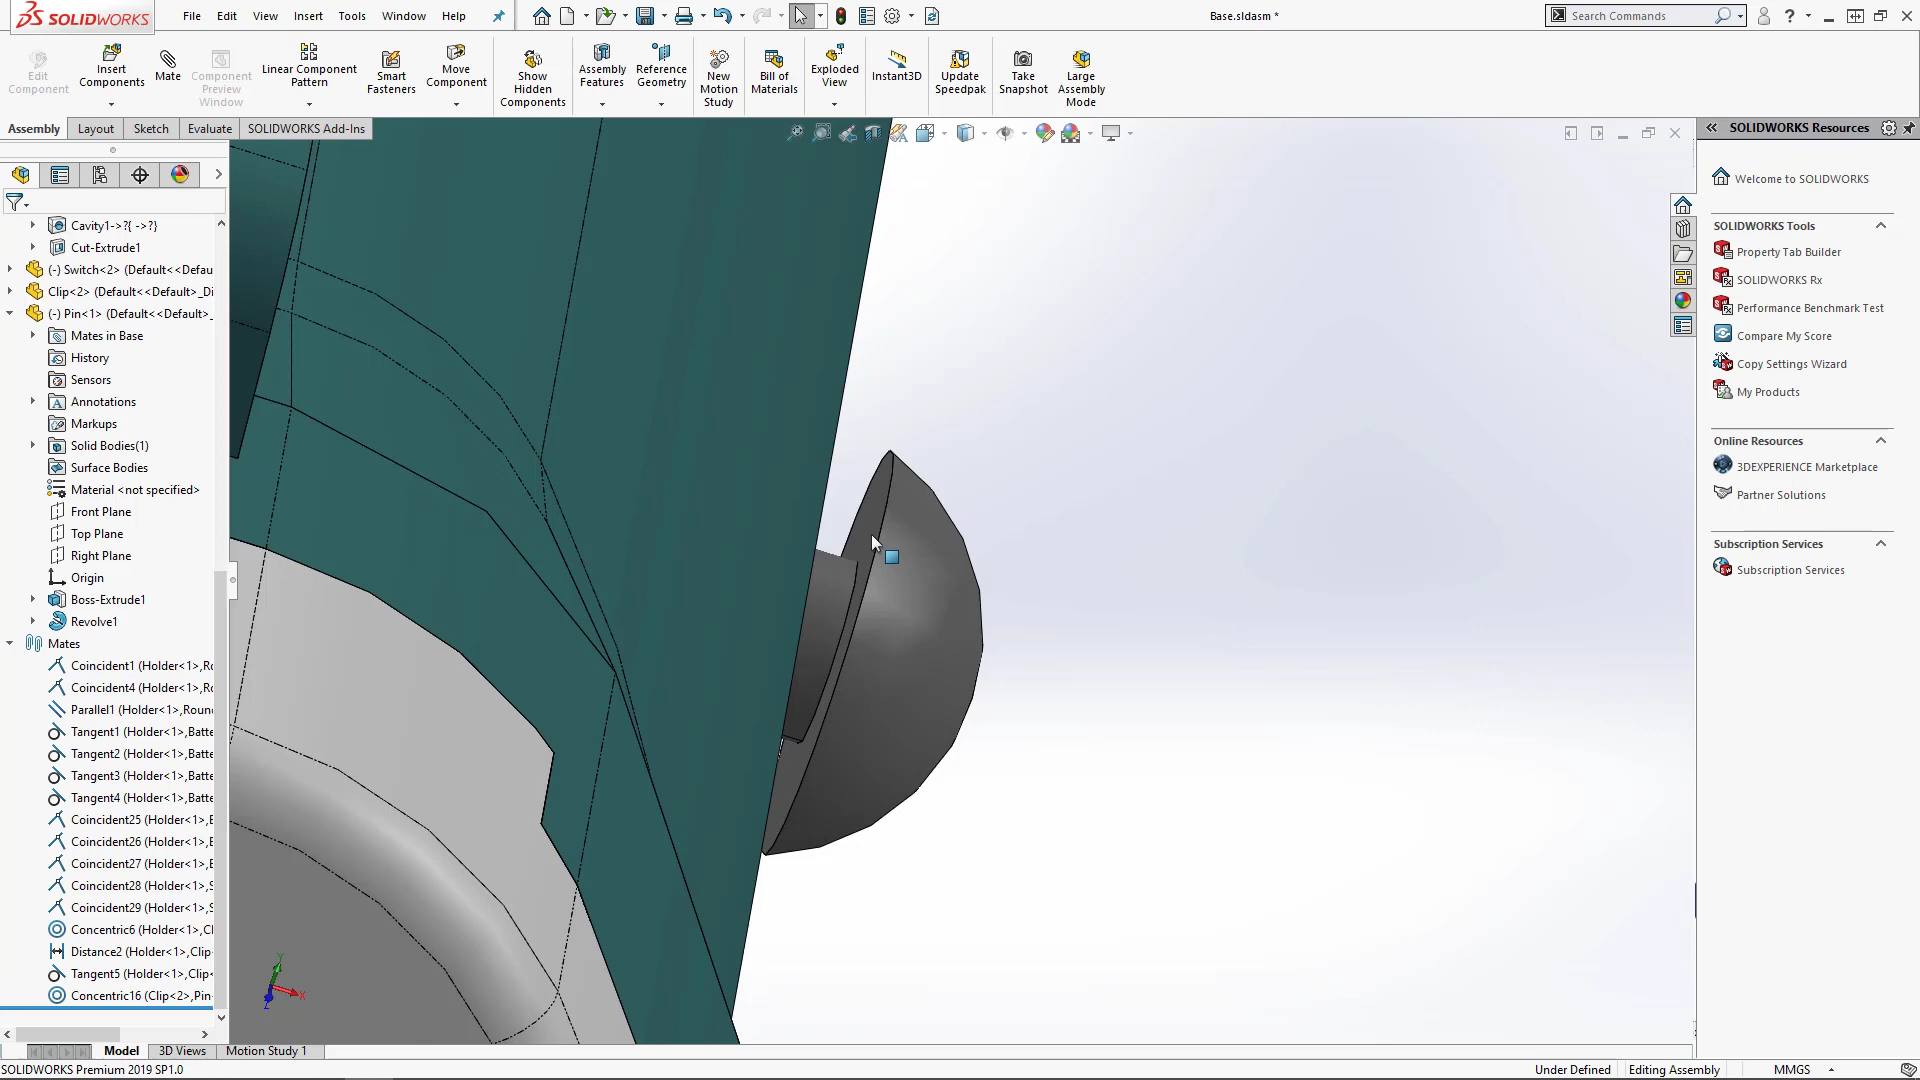 SOLIDWORKS
File Edit View Insert Tools Window Help
Base.sldasm *
Search Commands
Edit Component
Insert Components
Mate
Component Preview Window
Linear Component Pattern
Smart Fasteners
Move Component
Show Hidden Components
Assembly Features
Reference Geometry
New Motion Study
Bill of Materials
Exploded View
Instant3D
Update Speedpak
Take Snapshot
Large Assembly Mode
Assembly Layout Sketch Evaluate SOLIDWORKS Add-Ins
Cavity1->?{ ->?}
Cut-Extrude1
(-) Switch<2> (Default<<Defau
Clip<2> (Default<<Default>_Di
(-) Pin<1> (Default<<Default>_
Mates in Base
History
Sensors
Annotations
Markups
Solid Bodies(1)
Surface Bodies
Material <not specified>
Front Plane
Top Plane
Right Plane
Origin
Boss-Extrude1
Revolve1
Mates
Coincident1 (Holder<1>,Ro
Coincident4 (Holder<1>,Ro
Parallel1 (Holder<1>,Roun
Tangent1 (Holder<1>,Batte
Tangent2 (Holder<1>,Batte
Tangent3 (Holder<1>,Batte
Tangent4 (Holder<1>,Batte
Coincident25 (Holder<1>,E
Coincident26 (Holder<1>,E
Coincident27 (Holder<1>,E
Coincident28 (Holder<1>,S
Coincident29 (Holder<1>,S
Concentric6 (Holder<1>,Cl
Distance2 (Holder<1>,Clip
Tangent5 (Holder<1>,Clip<
Concentric16 (Clip<2>,Pin
Y
X
Z
Model 3D Views Motion Study 1
SOLIDWORKS Premium 2019 SP1.0
Under Defined Editing Assembly MMGS
SOLIDWORKS Resources
Welcome to SOLIDWORKS
SOLIDWORKS Tools
Property Tab Builder
SOLIDWORKS Rx
Performance Benchmark Test
Compare My Score
Copy Settings Wizard
My Products
Online Resources
3DEXPERIENCE Marketplace
Partner Solutions
Subscription Services
Subscription Services